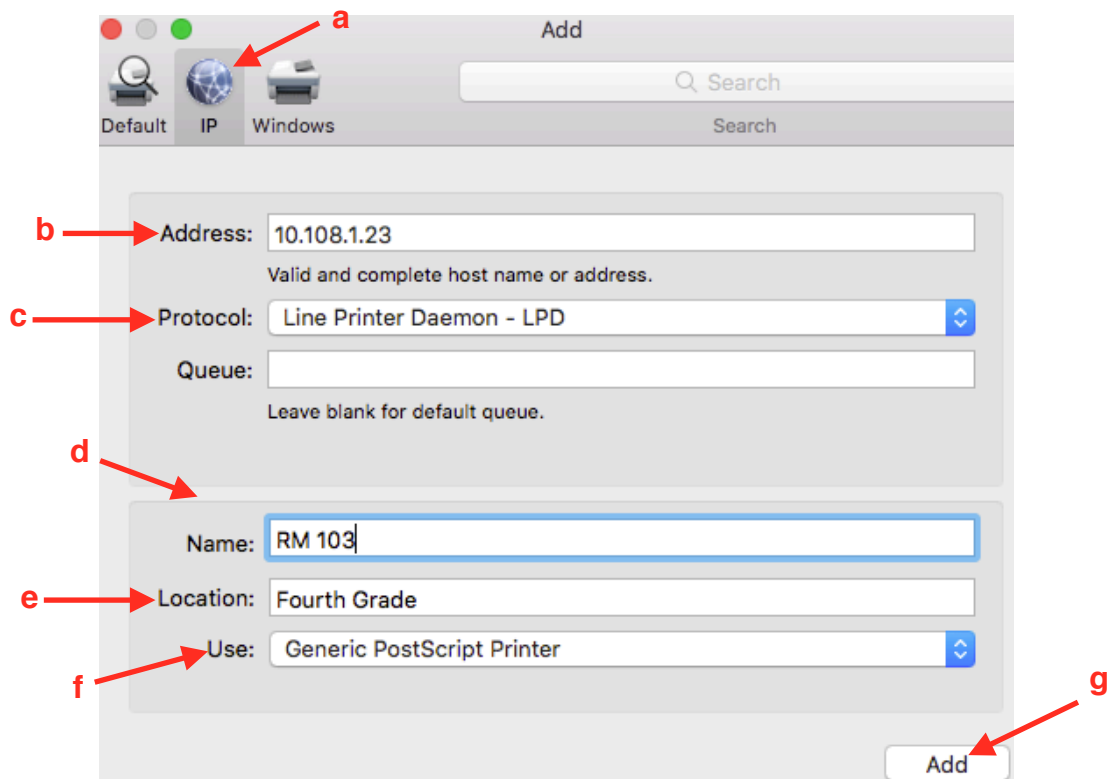 a
Add
Search
Default IP Windows
Search
b
Address: 10.108.1.23
Valid and complete host name or address.
c
Protocol: Line Printer Daemon - LPD
Queue:
Leave blank for default queue.
d
Name: RM 103
e
Location: Fourth Grade
Use: Generic PostScript Printer
f
g
Add